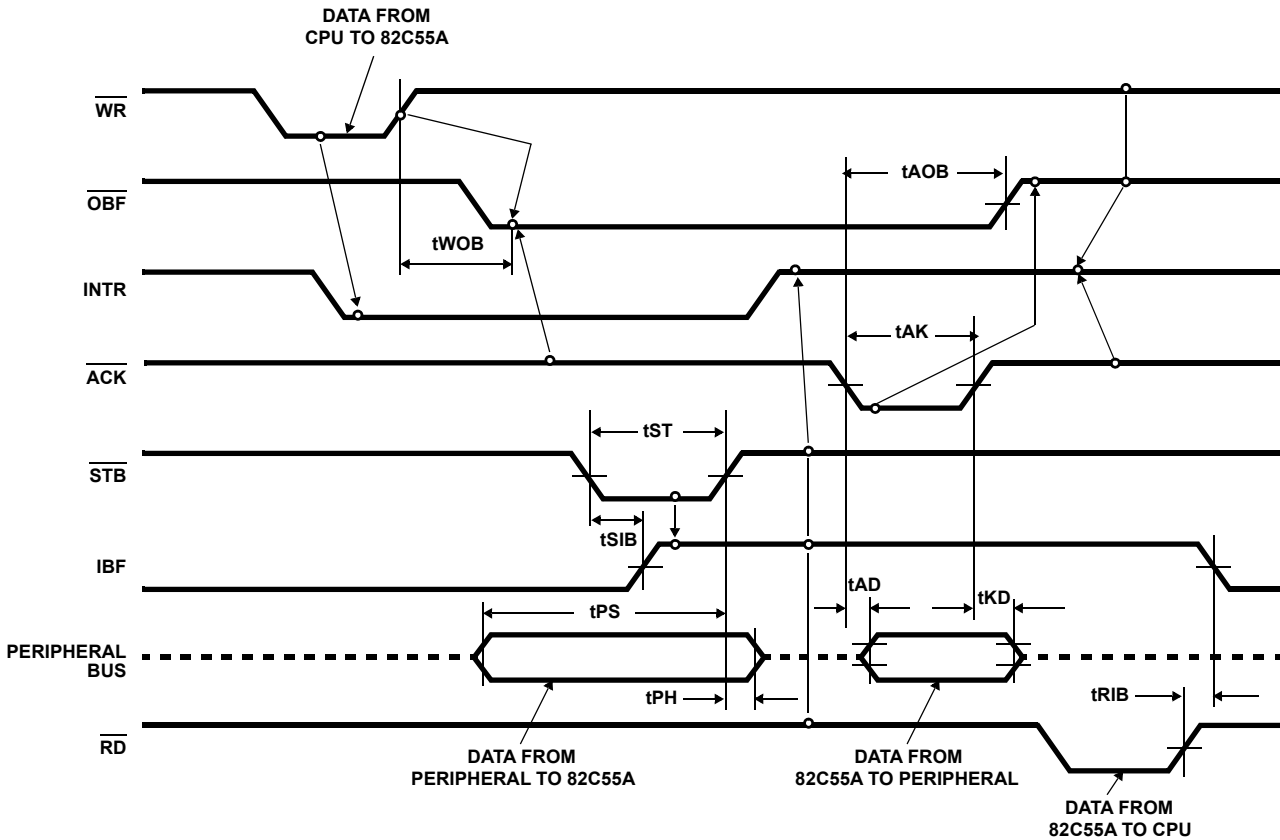 DATA FROM
CPU TO 82C55A
WR
OBF
tAOB
tWOB
INTR
tAK
ACK
tST
STB
tSIB
IBF
tAD
tKD
tPS
PERIPHERAL
BUS
tPH
tRIB
RD
DATA FROM
PERIPHERAL TO 82C55A
DATA FROM
82C55A TO PERIPHERAL
DATA FROM
82C55A TO CPU